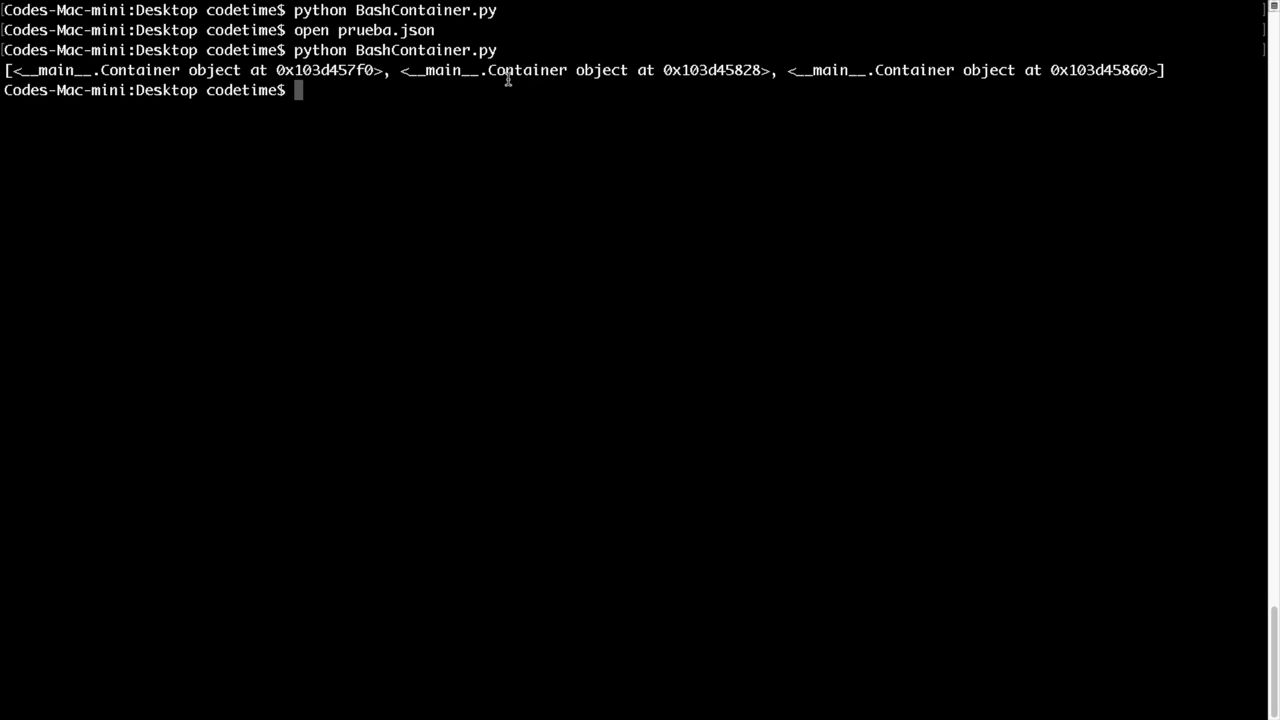 [Codes-Mac-mini:Desktop codetime$ python BashContainer.py ]
[Codes-Mac-mini:Desktop codetime$ open prueba.json ]
[Codes-Mac-mini:Desktop codetime$ python BashContainer.py ]
[<__main__.Container object at 0x103d457f0>, <__main__.Container object at 0x103d45828>, <__main__.Container object at 0x103d45860>]
Codes-Mac-mini:Desktop codetime$